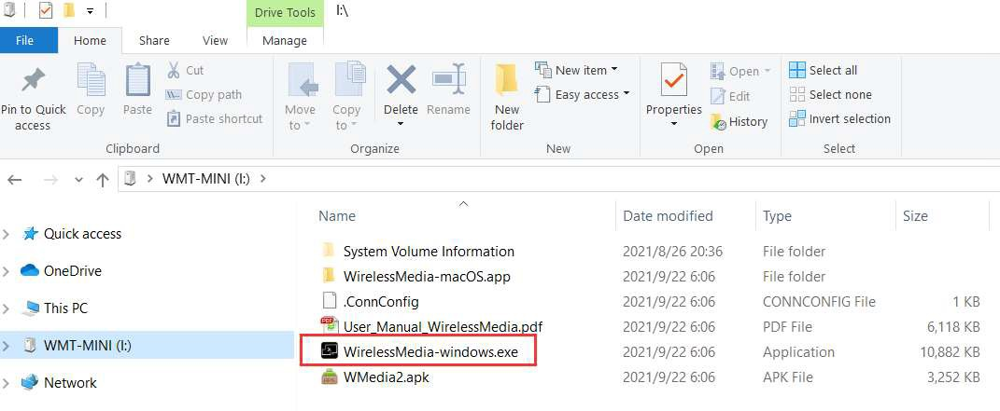 Drive Tools I:\
File Home Share View Manage
Pin to Quick access
Copy
Paste
Cut
Copy path
Paste shortcut
Clipboard
Move to
Copy to
Delete
Rename
Organize
New folder
New item
Easy access
New
Properties
Open
Edit
History
Open
Select all
Select none
Invert selection
Select
WMT-MINI (I:)
Quick access
OneDrive
This PC
WMT-MINI (I:)
Network
Name Date modified Type Size
System Volume Information 2021/8/26 20:36 File folder
WirelessMedia-macOS.app 2021/9/22 6:06 File folder
.ConnConfig 2021/9/22 6:06 CONNCONFIG File 1 KB
PDF User_Manual_WirelessMedia.pdf 2021/9/22 6:06 PDF File 6,118 KB
WirelessMedia-windows.exe 2021/9/22 6:06 Application 10,882 KB
WMedia2.apk 2021/9/22 6:06 APK File 3,252 KB